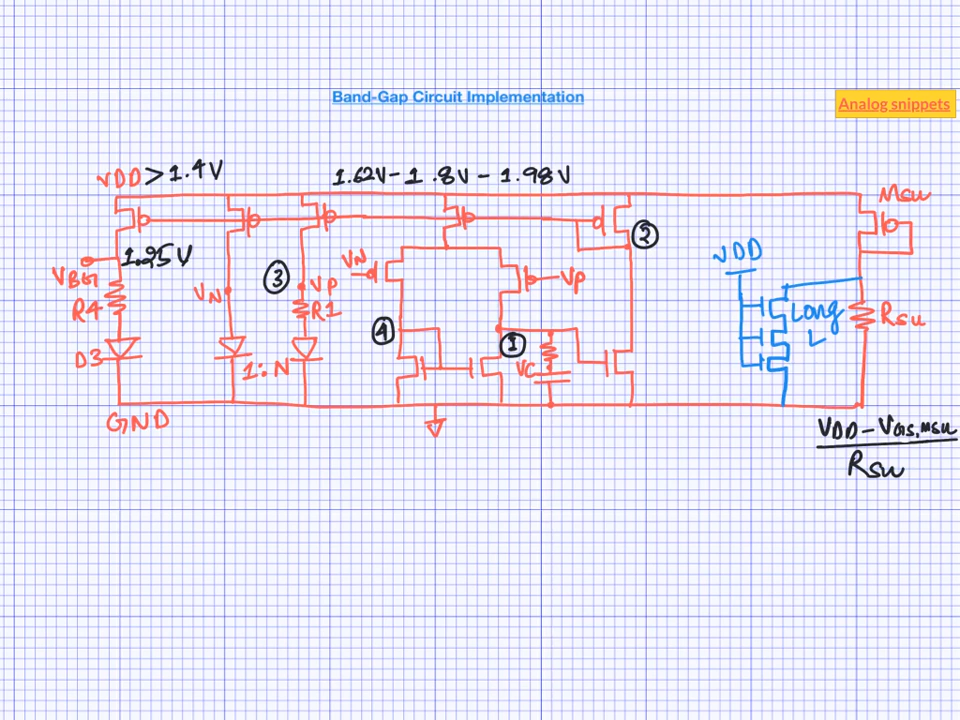 Band-Gap Circuit Implementation
Analog snippets
VDD > 1.4V
1.62V - 1.8V - 1.98V
MSU
1.25V
2
VDD
VBG
VN
3
VP
VN
VP
R4
R1
Long
L
RSU
4
1
D3
1:N
VC
GND
VDD - VGS,MSU
RSU